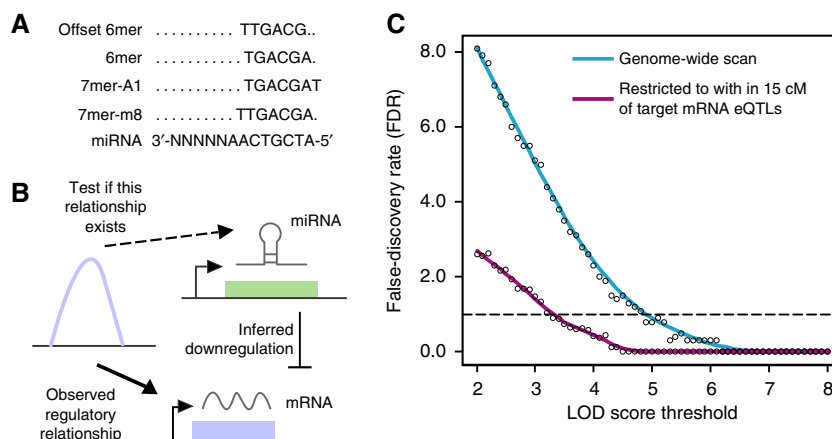 A
Offset 6mer .......... TTGACG..
6mer .......... TGACGA.
7mer-A1 .......... TGACGAT
7mer-m8 ..........TTGACGA.
miRNA 3′-NNNNNAACTGCTA-5′
B
Test if this
relationship
exists
miRNA
Inferred
downregulation
Observed
regulatory
relationship
mRNA
C
False-discovery rate (FDR)
8.0
6.0
4.0
2.0
0.0
Genome-wide scan
Restricted to with in 15 cM
of target mRNA eQTLs
2 3 4 5 6 7 8
LOD score threshold